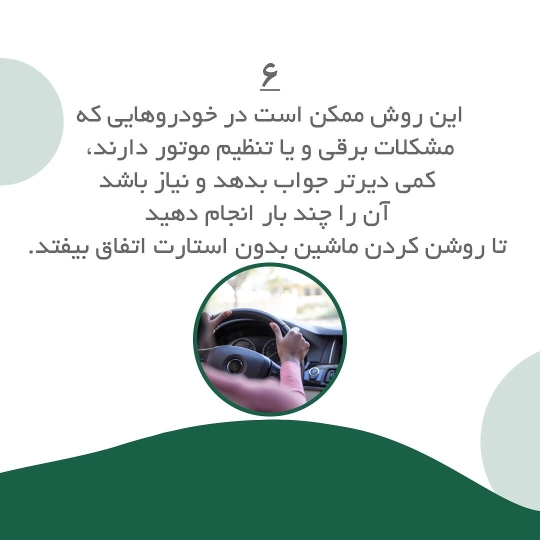 ۶
این روش ممکن است در خودروهایی که
مشکلات برقی و یا تنظیم موتور دارند،
کمی دیرتر جواب بدهد و نیاز باشد
آن را چند بار انجام دهید
تا روشن کردن ماشین بدون استارت اتفاق بیفتد.